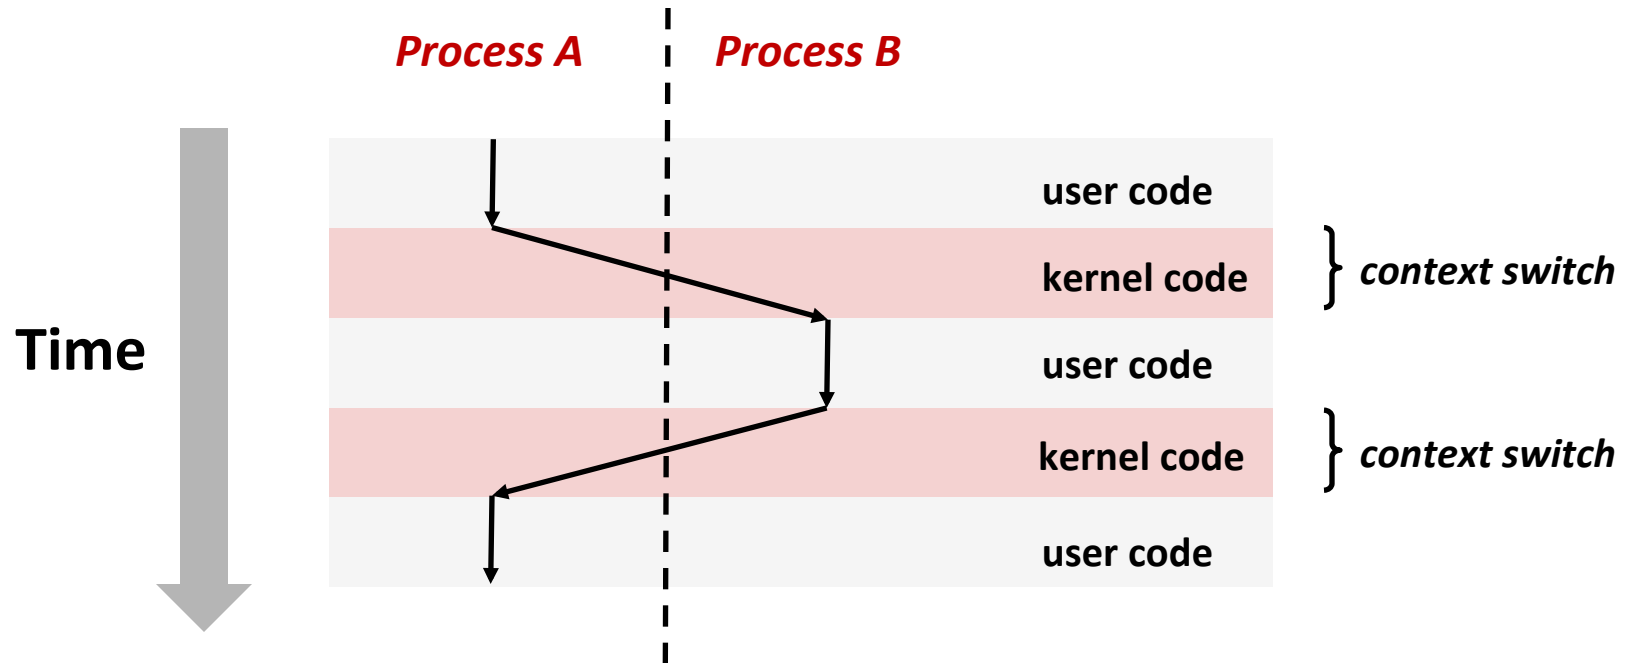 Process A Process B
user code
kernel code context switch
Time
user code
kernel code context switch
user code